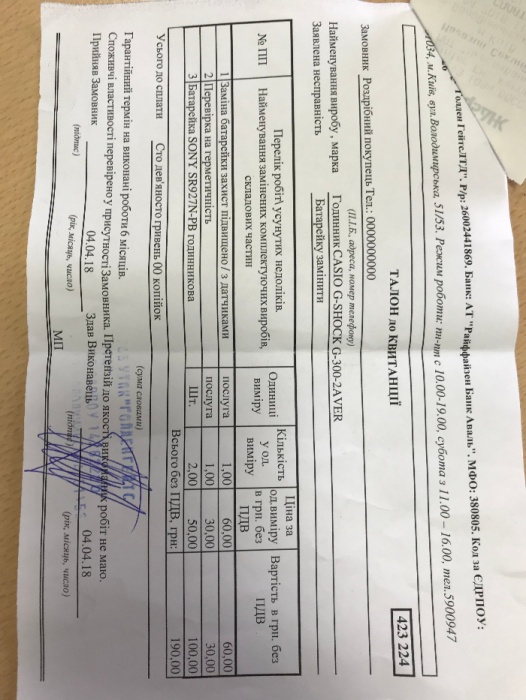 Голден ГейтсЛТД". Р/р: 26002441869. Банк: АТ "Райффайзен Банк Аваль". МФО: 380805. Код за ЄДРПОУ:
м.Київ, вул.Володимирська, 51/53. Режим роботи: пн-пт с 10.00-19.00, субота з 11.00 – 16.00, тел.5900947
423 224
ТАЛОН до КВИТАНЦІЇ
Замовник Роздрібний покупець Тел.: 00000000000
(П.І.Б, адреса, номер телефону)
Найменування виробу, марка Годинник CASIO G-SHOCK G-300-2AVER
Заявлена несправність Батарейку замінити
№ ПП Перелік робіт\ усунутих недоліків. Найменування замінених комплектуючих виробів, складових частин Одиниці виміру Кількість у од. виміру Ціна за од.виміру в грн. без ПДВ Вартість в грн. без ПДВ
1 Заміна батарейки захист підвищено / з датчиками послуга 1,00 60,00 60,00
2 Перевірка на герметичність послуга 1,00 30,00 30,00
3 Батарейка SONY SR927N-PB годинникова Шт. 2,00 50,00 100,00
Всього без ПДВ, грн: 190,00
Усього до сплати Сто дев'яносто гривень 00 копійок
(сума словами)
Гарантійний термін на виконані роботи 6 місяців.
Споживчі властивості перевірено у присутності Замовника. Претензій до якості виконаних робіт не маю.
Прийняв Замовник 04.04.18 Здав Виконавець 04.04.18
(підпис) (рік, місяць, число) (підпис) (рік, місяць, число)
МП